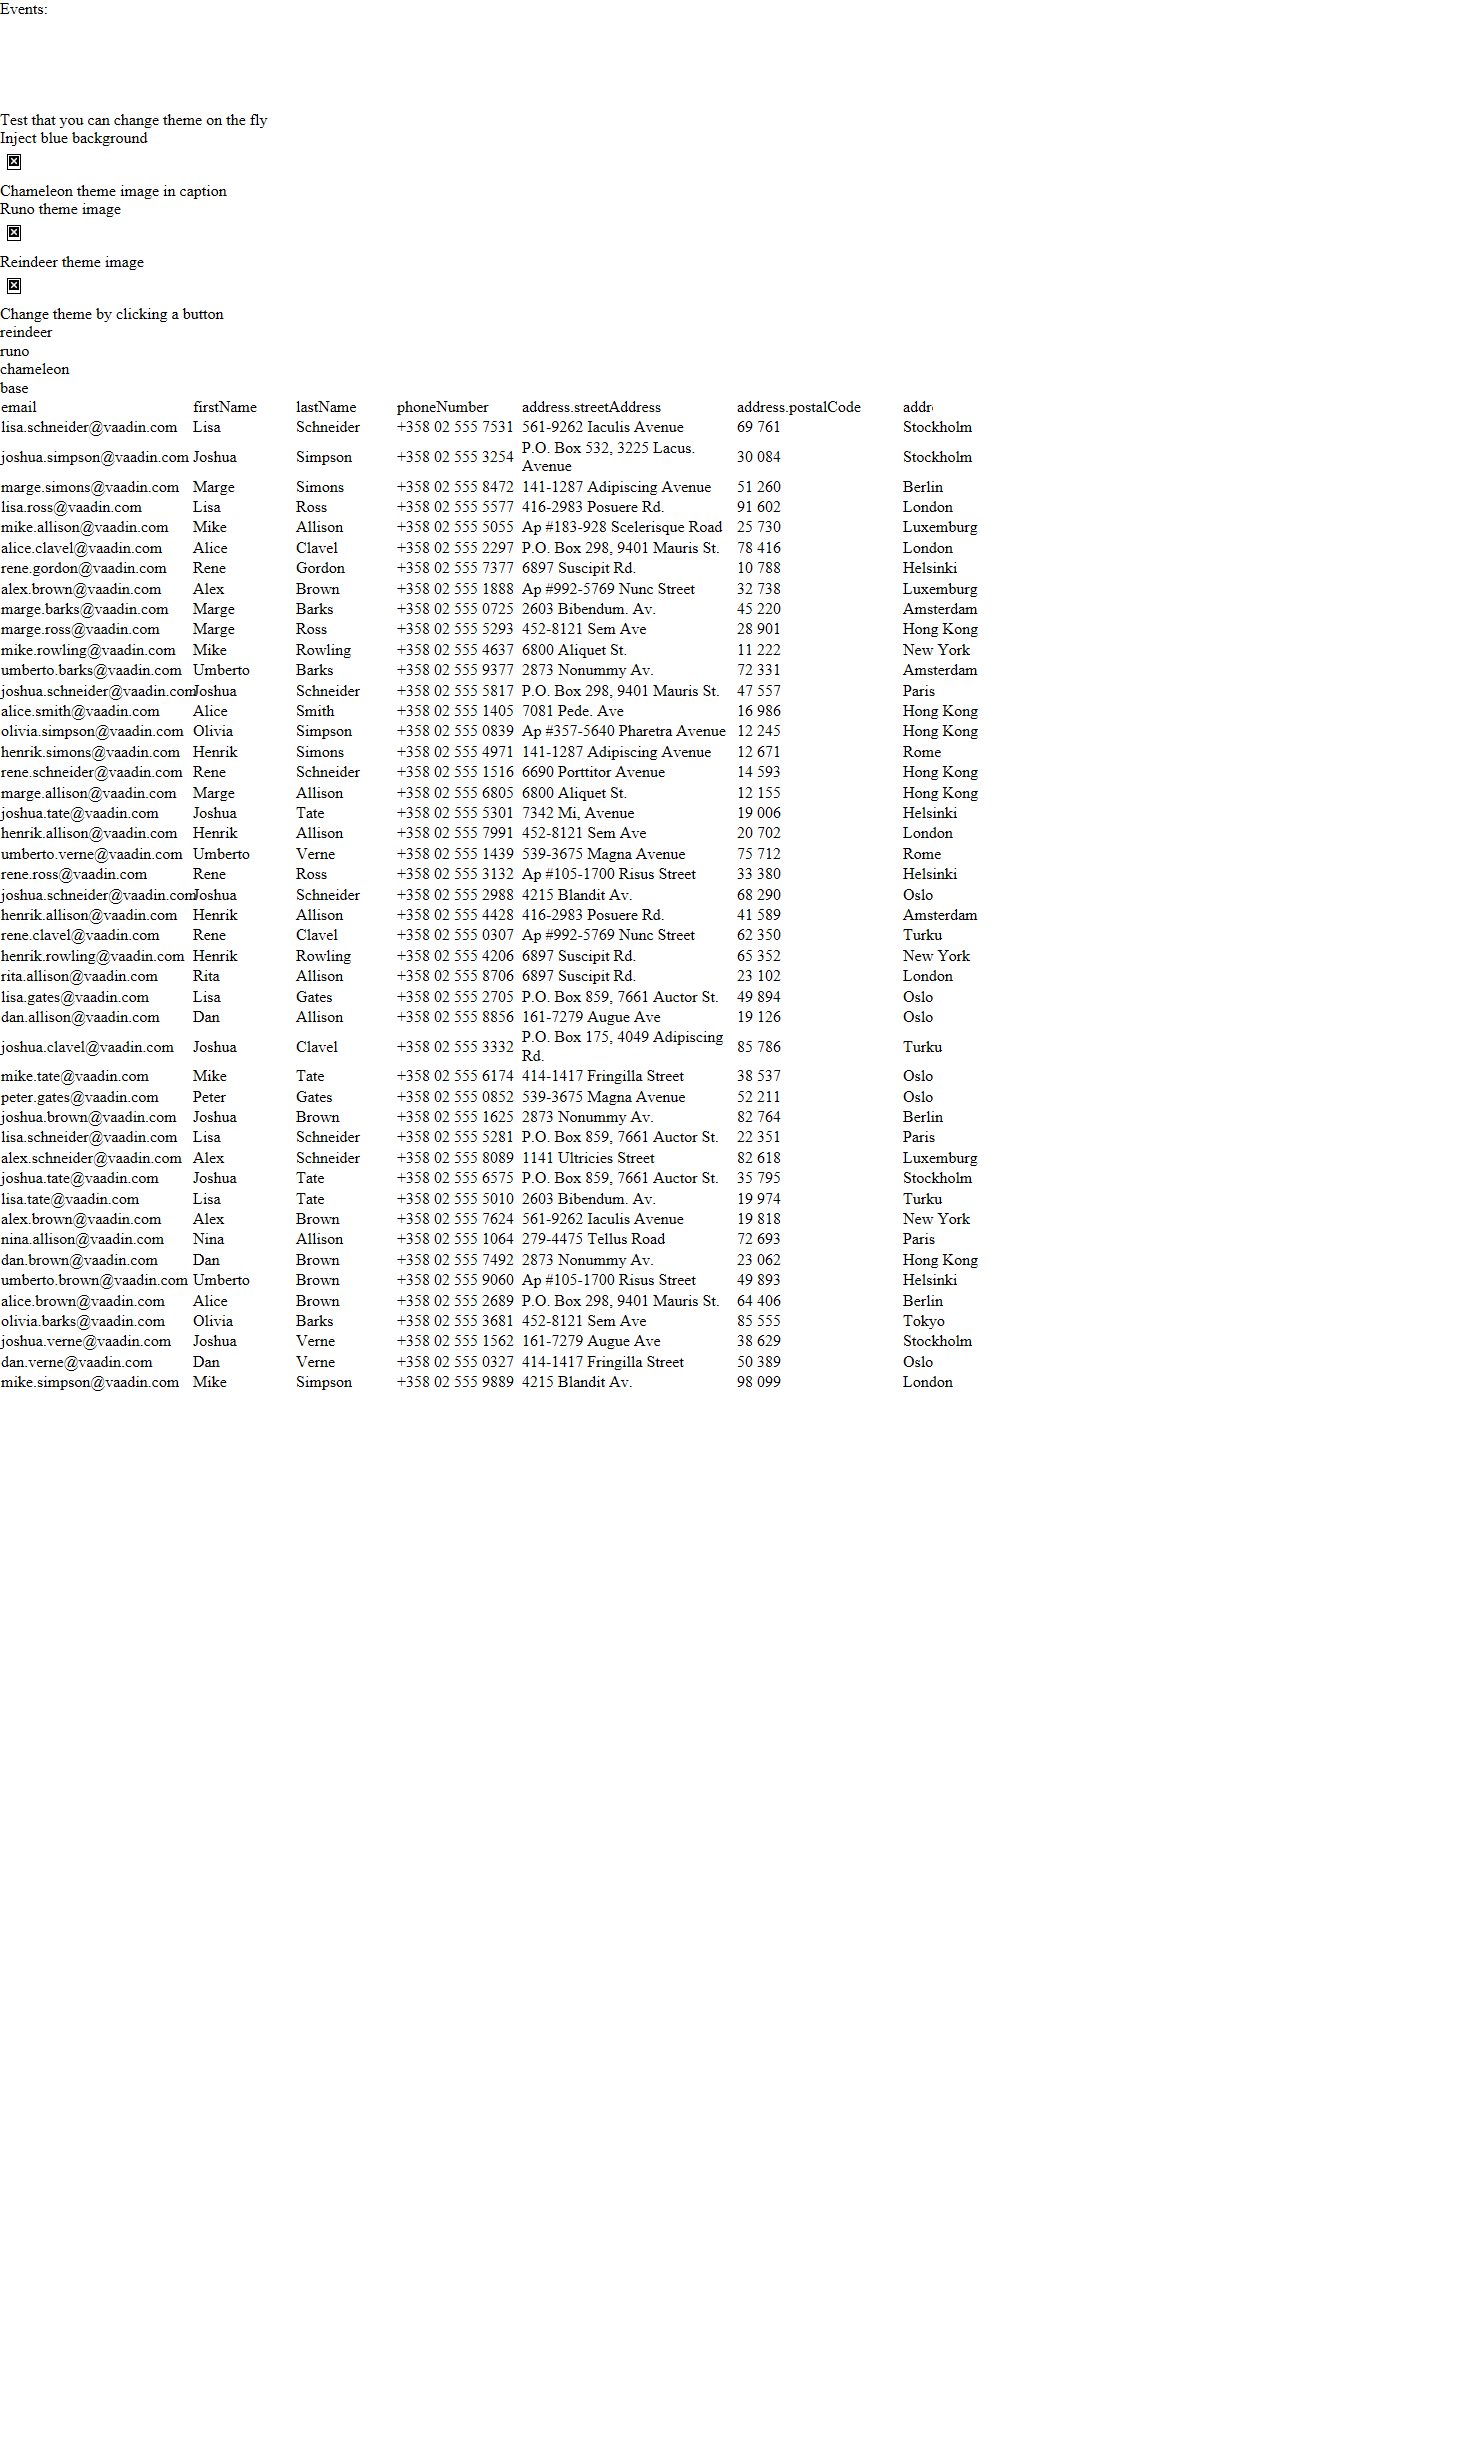 Events:
Test that you can change theme on the fly
Inject blue background
Chameleon theme image in caption
Runo theme image
Reindeer theme image
Change theme by clicking a button
reindeer
runo
chameleon
base
email firstName lastName phoneNumber address.streetAddress address.postalCode addr
lisa.schneider@vaadin.com Lisa Schneider +358 02 555 7531 561-9262 Iaculis Avenue 69 761 Stockholm
joshua.simpson@vaadin.com Joshua Simpson +358 02 555 3254 P.O. Box 532, 3225 Lacus. Avenue 30 084 Stockholm
marge.simons@vaadin.com Marge Simons +358 02 555 8472 141-1287 Adipiscing Avenue 51 260 Berlin
lisa.ross@vaadin.com Lisa Ross +358 02 555 5577 416-2983 Posuere Rd. 91 602 London
mike.allison@vaadin.com Mike Allison +358 02 555 5055 Ap #183-928 Scelerisque Road 25 730 Luxemburg
alice.clavel@vaadin.com Alice Clavel +358 02 555 2297 P.O. Box 298, 9401 Mauris St. 78 416 London
rene.gordon@vaadin.com Rene Gordon +358 02 555 7377 6897 Suscipit Rd. 10 788 Helsinki
alex.brown@vaadin.com Alex Brown +358 02 555 1888 Ap #992-5769 Nunc Street 32 738 Luxemburg
marge.barks@vaadin.com Marge Barks +358 02 555 0725 2603 Bibendum. Av. 45 220 Amsterdam
marge.ross@vaadin.com Marge Ross +358 02 555 5293 452-8121 Sem Ave 28 901 Hong Kong
mike.rowling@vaadin.com Mike Rowling +358 02 555 4637 6800 Aliquet St. 11 222 New York
umberto.barks@vaadin.com Umberto Barks +358 02 555 9377 2873 Nonummy Av. 72 331 Amsterdam
joshua.schneider@vaadin.com Joshua Schneider +358 02 555 5817 P.O. Box 298, 9401 Mauris St. 47 557 Paris
alice.smith@vaadin.com Alice Smith +358 02 555 1405 7081 Pede. Ave 16 986 Hong Kong
olivia.simpson@vaadin.com Olivia Simpson +358 02 555 0839 Ap #357-5640 Pharetra Avenue 12 245 Hong Kong
henrik.simons@vaadin.com Henrik Simons +358 02 555 4971 141-1287 Adipiscing Avenue 12 671 Rome
rene.schneider@vaadin.com Rene Schneider +358 02 555 1516 6690 Porttitor Avenue 14 593 Hong Kong
marge.allison@vaadin.com Marge Allison +358 02 555 6805 6800 Aliquet St. 12 155 Hong Kong
joshua.tate@vaadin.com Joshua Tate +358 02 555 5301 7342 Mi, Avenue 19 006 Helsinki
henrik.allison@vaadin.com Henrik Allison +358 02 555 7991 452-8121 Sem Ave 20 702 London
umberto.verne@vaadin.com Umberto Verne +358 02 555 1439 539-3675 Magna Avenue 75 712 Rome
rene.ross@vaadin.com Rene Ross +358 02 555 3132 Ap #105-1700 Risus Street 33 380 Helsinki
joshua.schneider@vaadin.com Joshua Schneider +358 02 555 2988 4215 Blandit Av. 68 290 Oslo
henrik.allison@vaadin.com Henrik Allison +358 02 555 4428 416-2983 Posuere Rd. 41 589 Amsterdam
rene.clavel@vaadin.com Rene Clavel +358 02 555 0307 Ap #992-5769 Nunc Street 62 350 Turku
henrik.rowling@vaadin.com Henrik Rowling +358 02 555 4206 6897 Suscipit Rd. 65 352 New York
rita.allison@vaadin.com Rita Allison +358 02 555 8706 6897 Suscipit Rd. 23 102 London
lisa.gates@vaadin.com Lisa Gates +358 02 555 2705 P.O. Box 859, 7661 Auctor St. 49 894 Oslo
dan.allison@vaadin.com Dan Allison +358 02 555 8856 161-7279 Augue Ave 19 126 Oslo
joshua.clavel@vaadin.com Joshua Clavel +358 02 555 3332 P.O. Box 175, 4049 Adipiscing Rd. 85 786 Turku
mike.tate@vaadin.com Mike Tate +358 02 555 6174 414-1417 Fringilla Street 38 537 Oslo
peter.gates@vaadin.com Peter Gates +358 02 555 0852 539-3675 Magna Avenue 52 211 Oslo
joshua.brown@vaadin.com Joshua Brown +358 02 555 1625 2873 Nonummy Av. 82 764 Berlin
lisa.schneider@vaadin.com Lisa Schneider +358 02 555 5281 P.O. Box 859, 7661 Auctor St. 22 351 Paris
alex.schneider@vaadin.com Alex Schneider +358 02 555 8089 1141 Ultricies Street 82 618 Luxemburg
joshua.tate@vaadin.com Joshua Tate +358 02 555 6575 P.O. Box 859, 7661 Auctor St. 35 795 Stockholm
lisa.tate@vaadin.com Lisa Tate +358 02 555 5010 2603 Bibendum. Av. 19 974 Turku
alex.brown@vaadin.com Alex Brown +358 02 555 7624 561-9262 Iaculis Avenue 19 818 New York
nina.allison@vaadin.com Nina Allison +358 02 555 1064 279-4475 Tellus Road 72 693 Paris
dan.brown@vaadin.com Dan Brown +358 02 555 7492 2873 Nonummy Av. 23 062 Hong Kong
umberto.brown@vaadin.com Umberto Brown +358 02 555 9060 Ap #105-1700 Risus Street 49 893 Helsinki
alice.brown@vaadin.com Alice Brown +358 02 555 2689 P.O. Box 298, 9401 Mauris St. 64 406 Berlin
olivia.barks@vaadin.com Olivia Barks +358 02 555 3681 452-8121 Sem Ave 85 555 Tokyo
joshua.verne@vaadin.com Joshua Verne +358 02 555 1562 161-7279 Augue Ave 38 629 Stockholm
dan.verne@vaadin.com Dan Verne +358 02 555 0327 414-1417 Fringilla Street 50 389 Oslo
mike.simpson@vaadin.com Mike Simpson +358 02 555 9889 4215 Blandit Av. 98 099 London